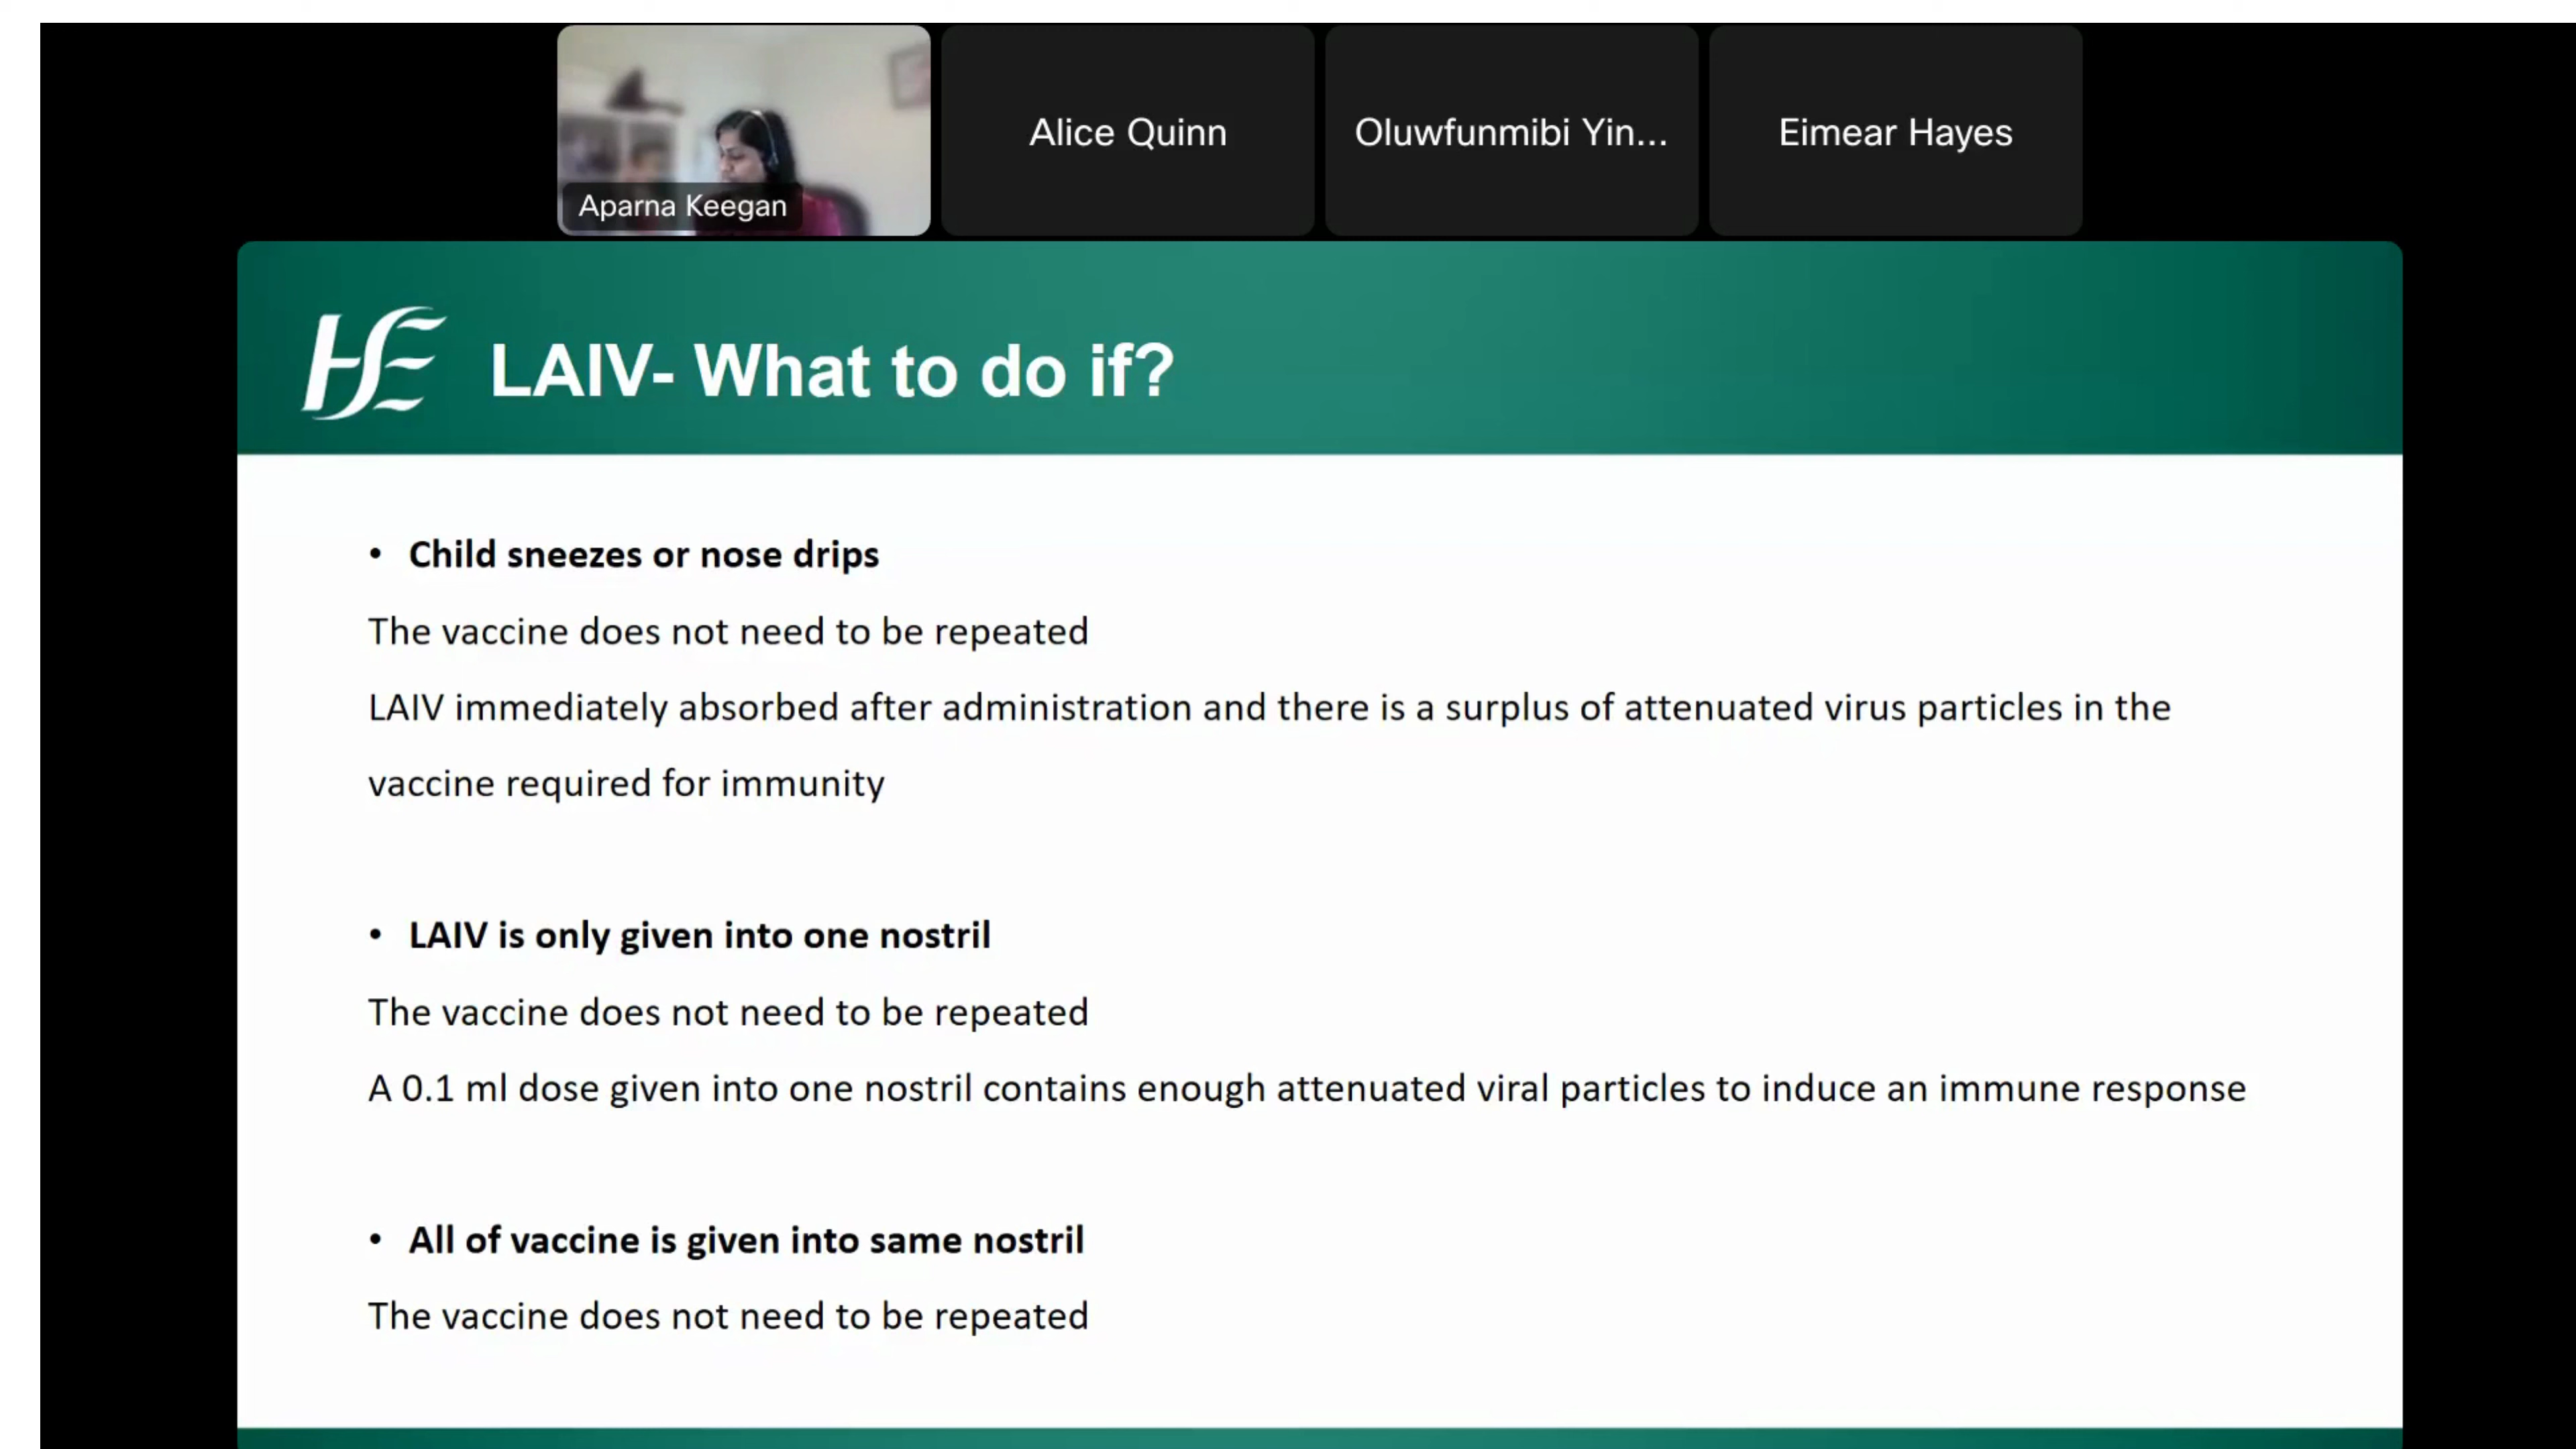 Aparna Keegan
Alice Quinn
Oluwfunmibi Yin...
Eimear Hayes
HSE
LAIV- What to do if?
• Child sneezes or nose drips
The vaccine does not need to be repeated
LAIV immediately absorbed after administration and there is a surplus of attenuated virus particles in the
vaccine required for immunity
• LAIV is only given into one nostril
The vaccine does not need to be repeated
A 0.1 ml dose given into one nostril contains enough attenuated viral particles to induce an immune response
• All of vaccine is given into same nostril
The vaccine does not need to be repeated